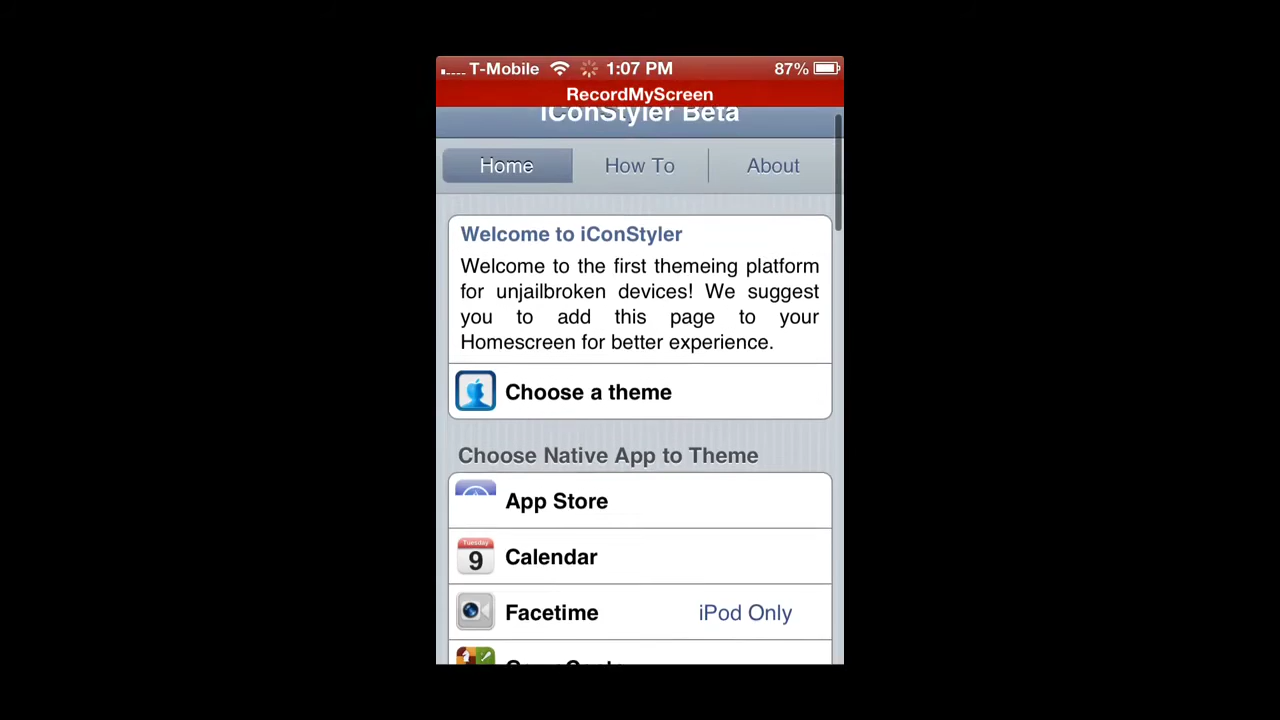 T-Mobile 1:07 PM 87%
RecordMyScreen
iConStyler Beta
Home How To About
Welcome to iConStyler
Welcome to the first themeing platform
for unjailbroken devices! We suggest
you to add this page to your
Homescreen for better experience.
Choose a theme
Choose Native App to Theme
App Store
Tuesday
9
Calendar
Facetime iPod Only